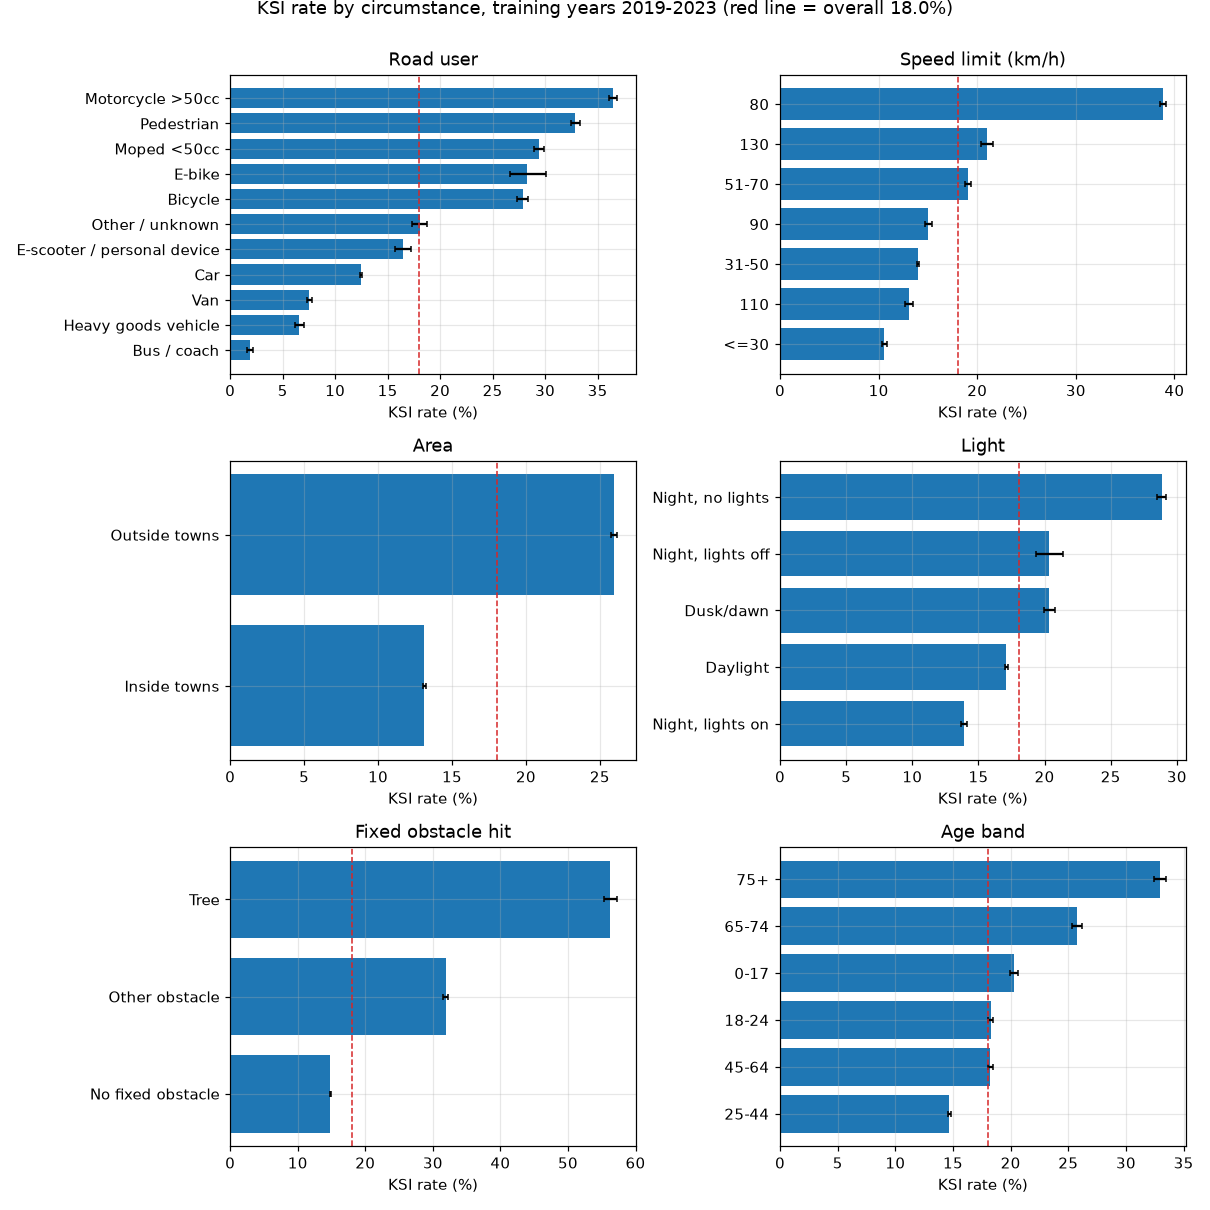 KSI rate by circumstance, training years 2019-2023 (red line = overall 18.0%)
Road user
Motorcycle >50cc
Pedestrian
Moped <50cc
E-bike
Bicycle
Other / unknown
E-scooter / personal device
Car
Van
Heavy goods vehicle
Bus / coach
0 5 10 15 20 25 30 35
KSI rate (%)
Speed limit (km/h)
80
130
51-70
90
31-50
110
<=30
0 10 20 30 40
KSI rate (%)
Area
Outside towns
Inside towns
0 5 10 15 20 25
KSI rate (%)
Light
Night, no lights
Night, lights off
Dusk/dawn
Daylight
Night, lights on
0 5 10 15 20 25 30
KSI rate (%)
Fixed obstacle hit
Tree
Other obstacle
No fixed obstacle
0 10 20 30 40 50 60
KSI rate (%)
Age band
75+
65-74
0-17
18-24
45-64
25-44
0 5 10 15 20 25 30 35
KSI rate (%)